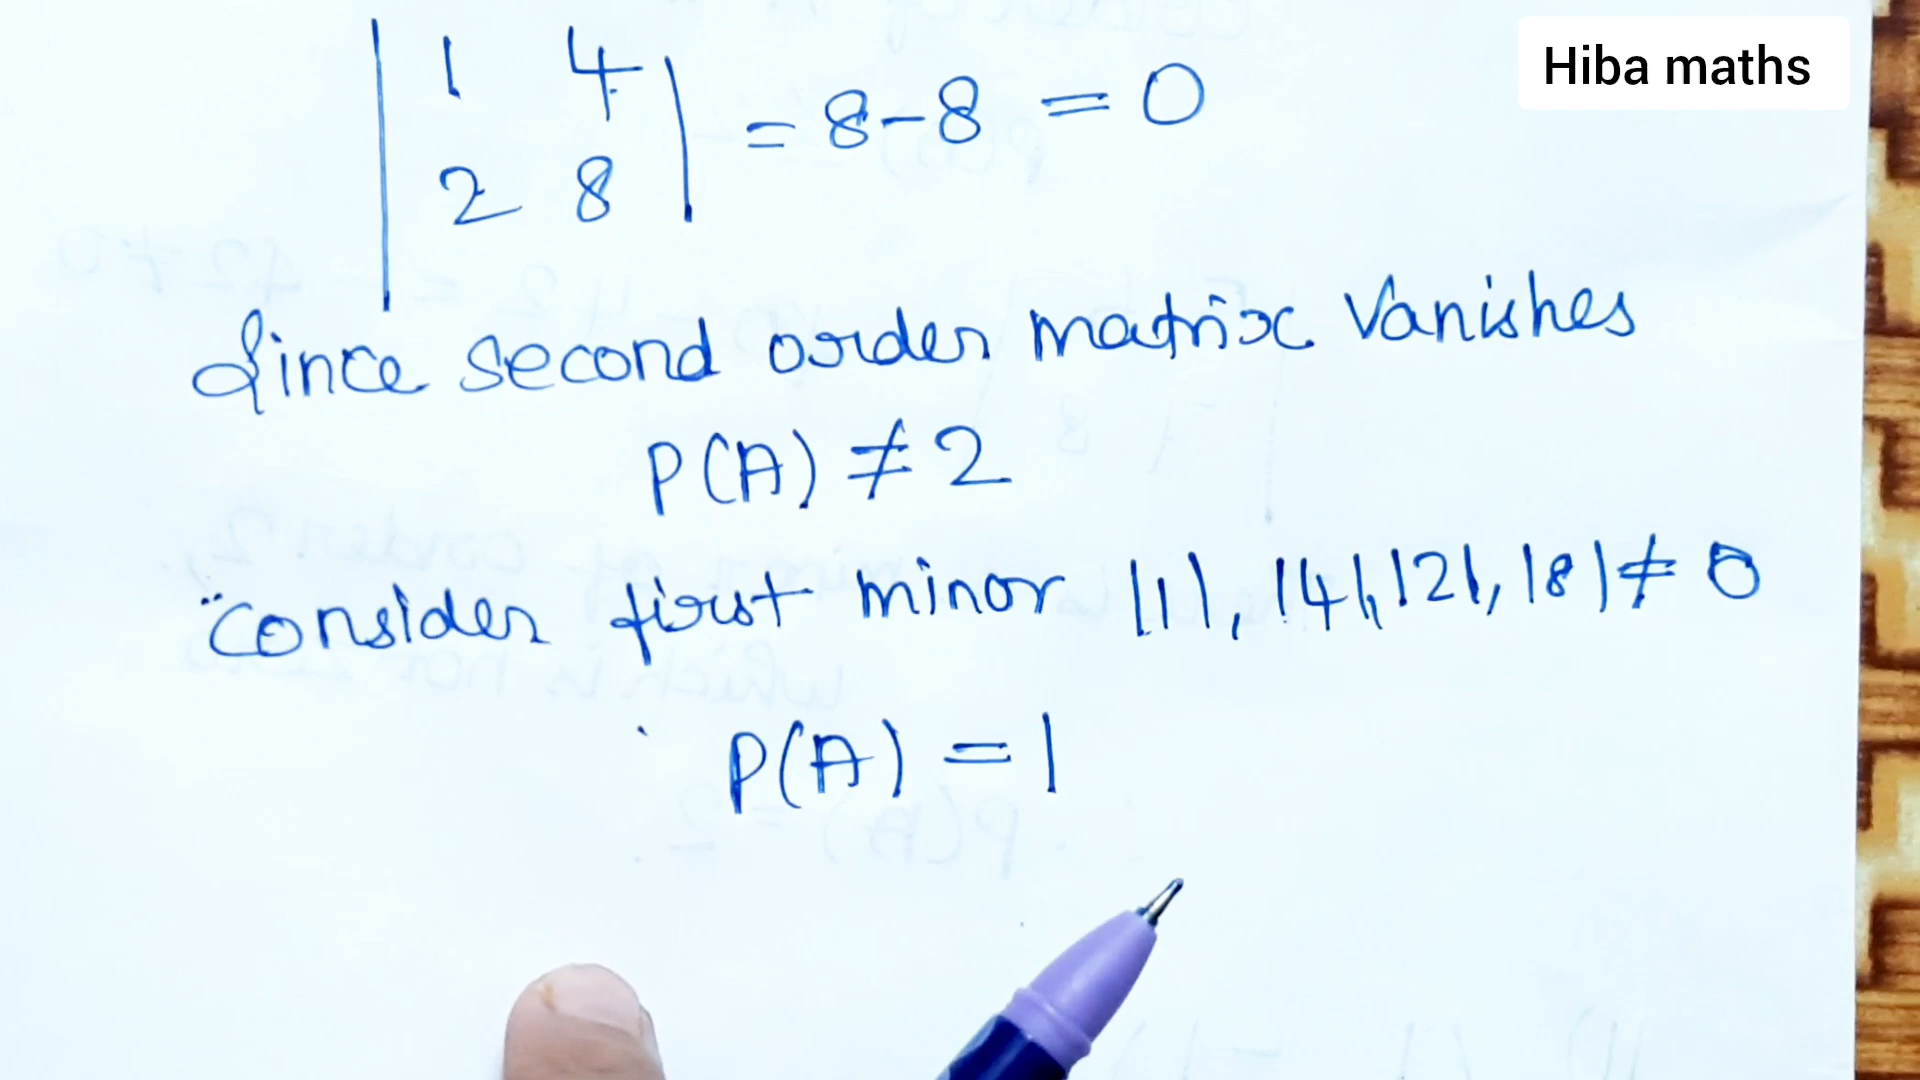 Hiba maths
| 1 4 |
| 2 8 | = 8-8 = 0
Since second order matrix Vanishes
P(A) ≠ 2
Consider first minor |1|, |4|, |2|, |8| ≠ 0
P(A) = 1